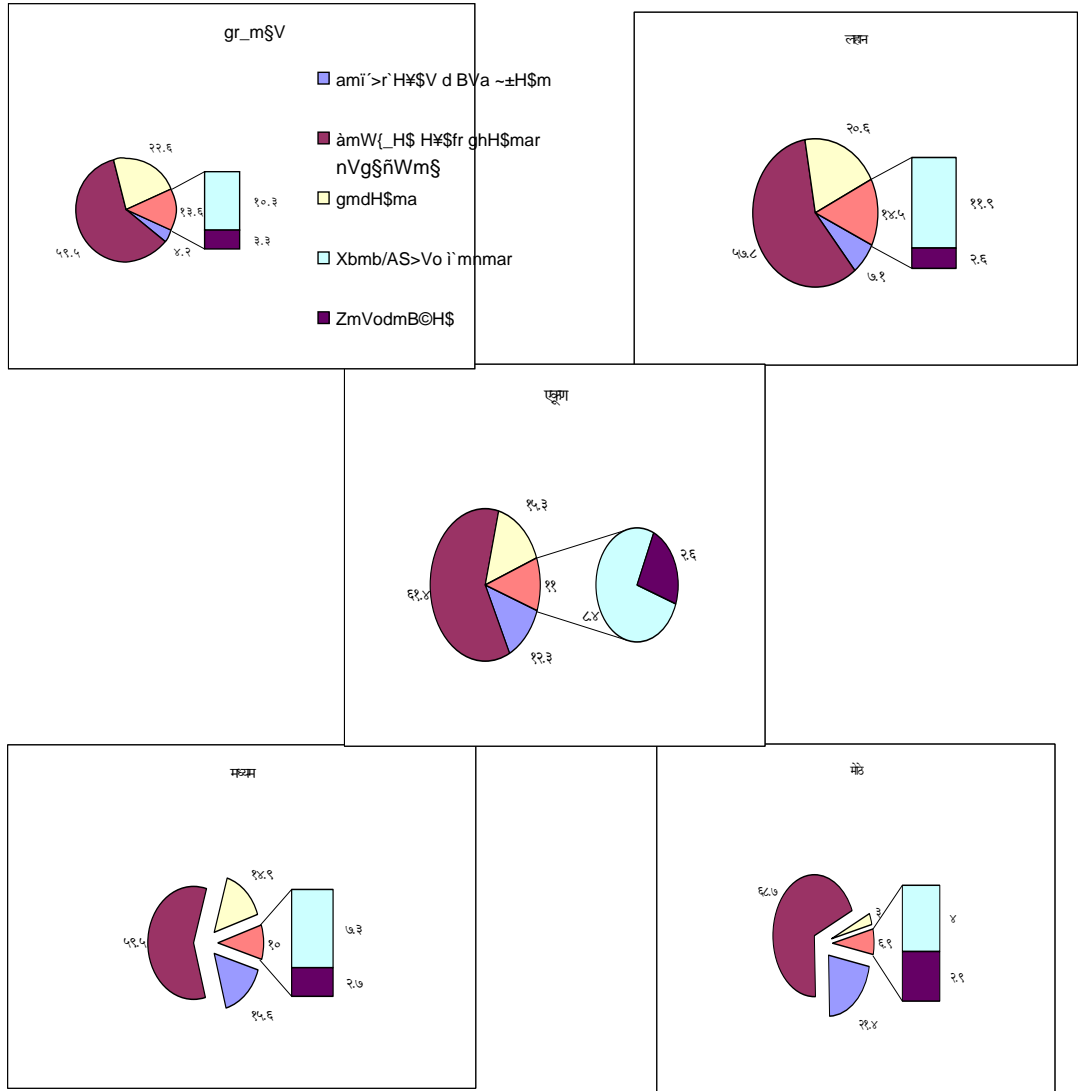 gr_m§V
amï´>r`H¥$V d BVa ~±H$m
àmW{_H$ H¥$fr ghH$mar
nVg§ñWm§
gmdH$ma
Xbmb/AS>Vo ì`mnmar
ZmVodmB©H$
२२.६
१०.३
१३.६
३.३
५९.५
४.२
लहान
२०.६
११.९
१४.५
५७.८
७.१
२.६
एकूण
१५.३
२.६
६१.४
११
८.४
१२.३
मध्यम
१४.९
७.३
५९.५
१०
२.७
१५.६
मोठे
६८.७
३
४
६.९
२.९
२१.४